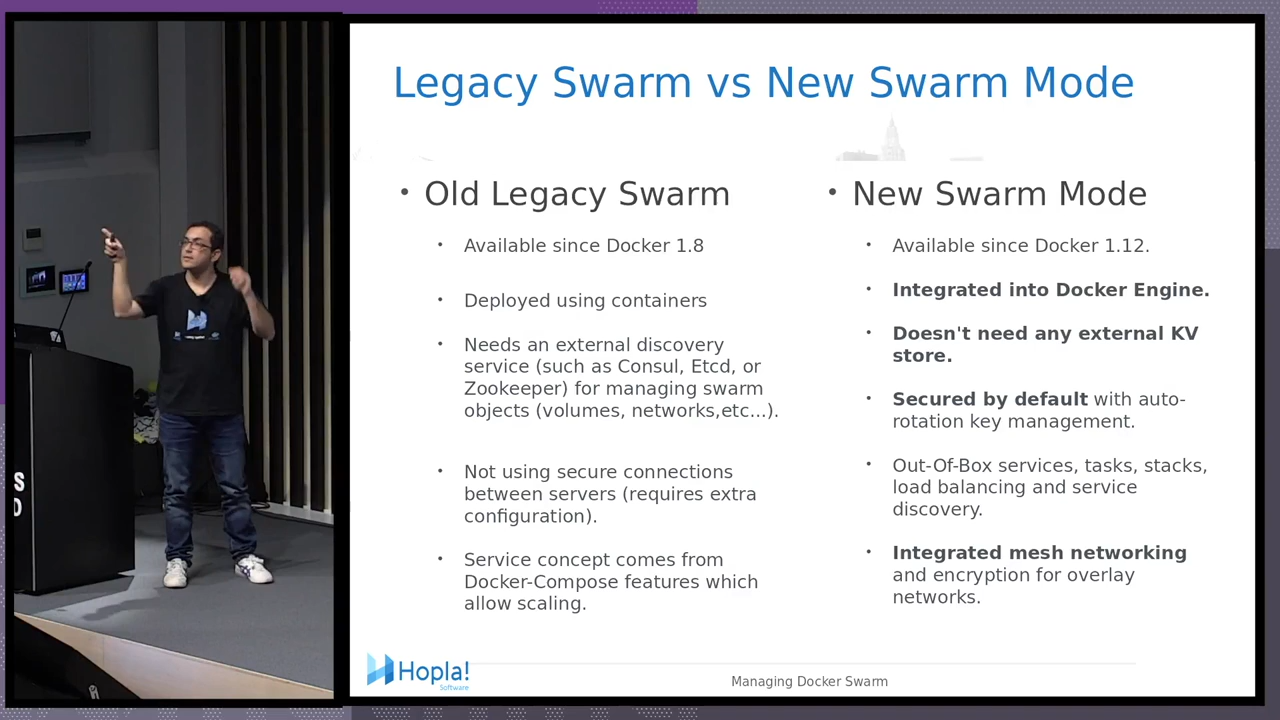 Legacy Swarm vs New Swarm Mode
• Old Legacy Swarm
• Available since Docker 1.8
• Deployed using containers
• Needs an external discovery
service (such as Consul, Etcd, or
Zookeeper) for managing swarm
objects (volumes, networks,etc...).
• Not using secure connections
between servers (requires extra
configuration).
• Service concept comes from
Docker-Compose features which
allow scaling.
• New Swarm Mode
• Available since Docker 1.12.
• Integrated into Docker Engine.
• Doesn't need any external KV
store.
• Secured by default with auto-
rotation key management.
• Out-Of-Box services, tasks, stacks,
load balancing and service
discovery.
• Integrated mesh networking
and encryption for overlay
networks.
Hopla!
Software
Managing Docker Swarm
S
D